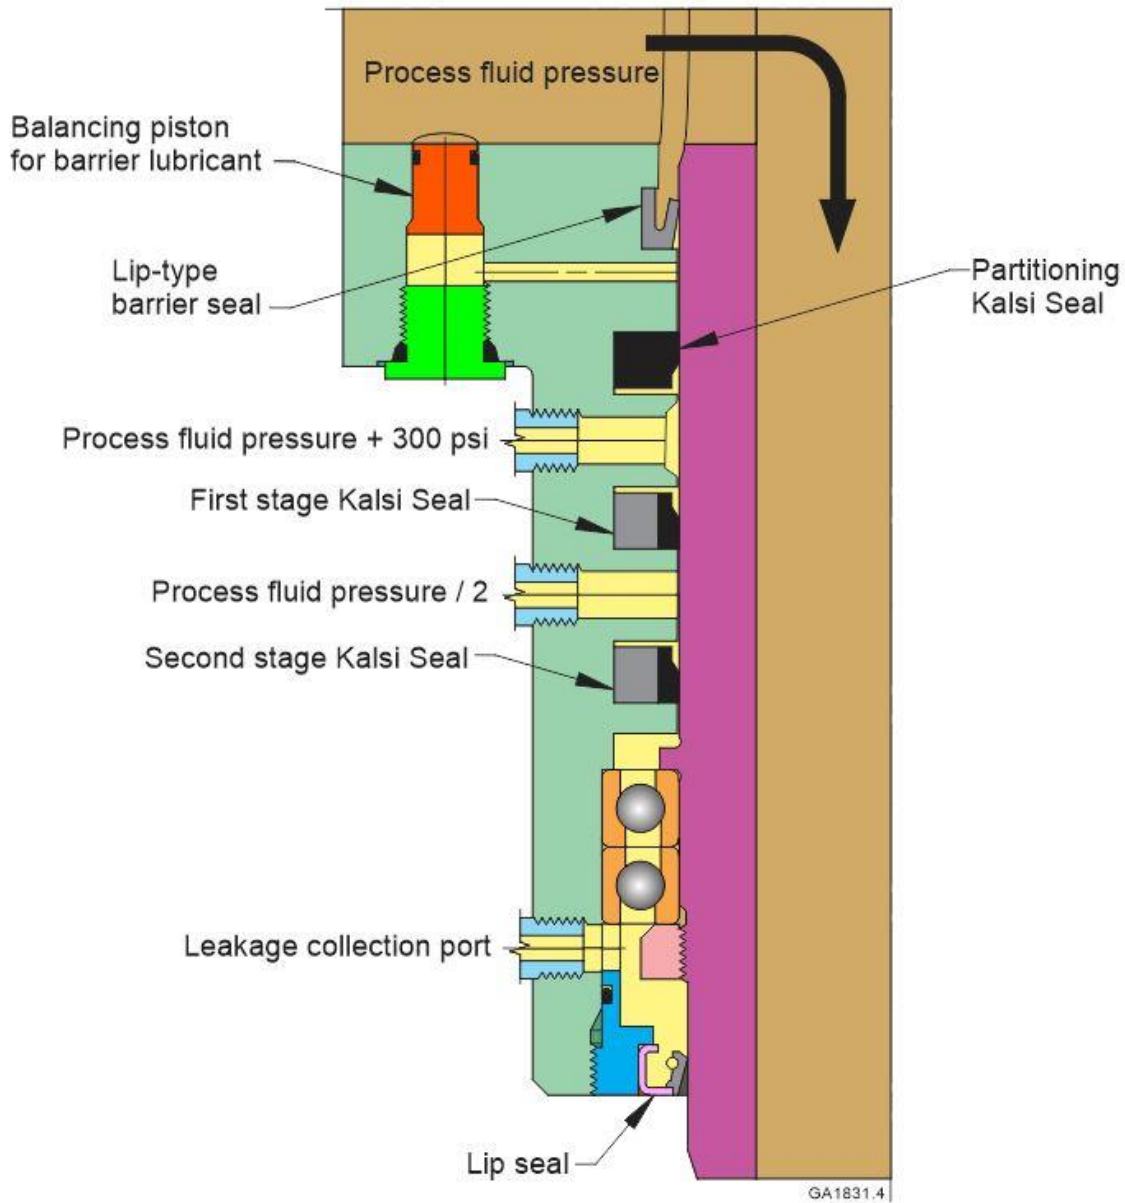 Process fluid pressure
Balancing piston
for barrier lubricant
Lip-type
barrier seal
Partitioning
Kalsi Seal
Process fluid pressure + 300 psi
First stage Kalsi Seal
Process fluid pressure / 2
Second stage Kalsi Seal
Leakage collection port
Lip seal
GA1831.4